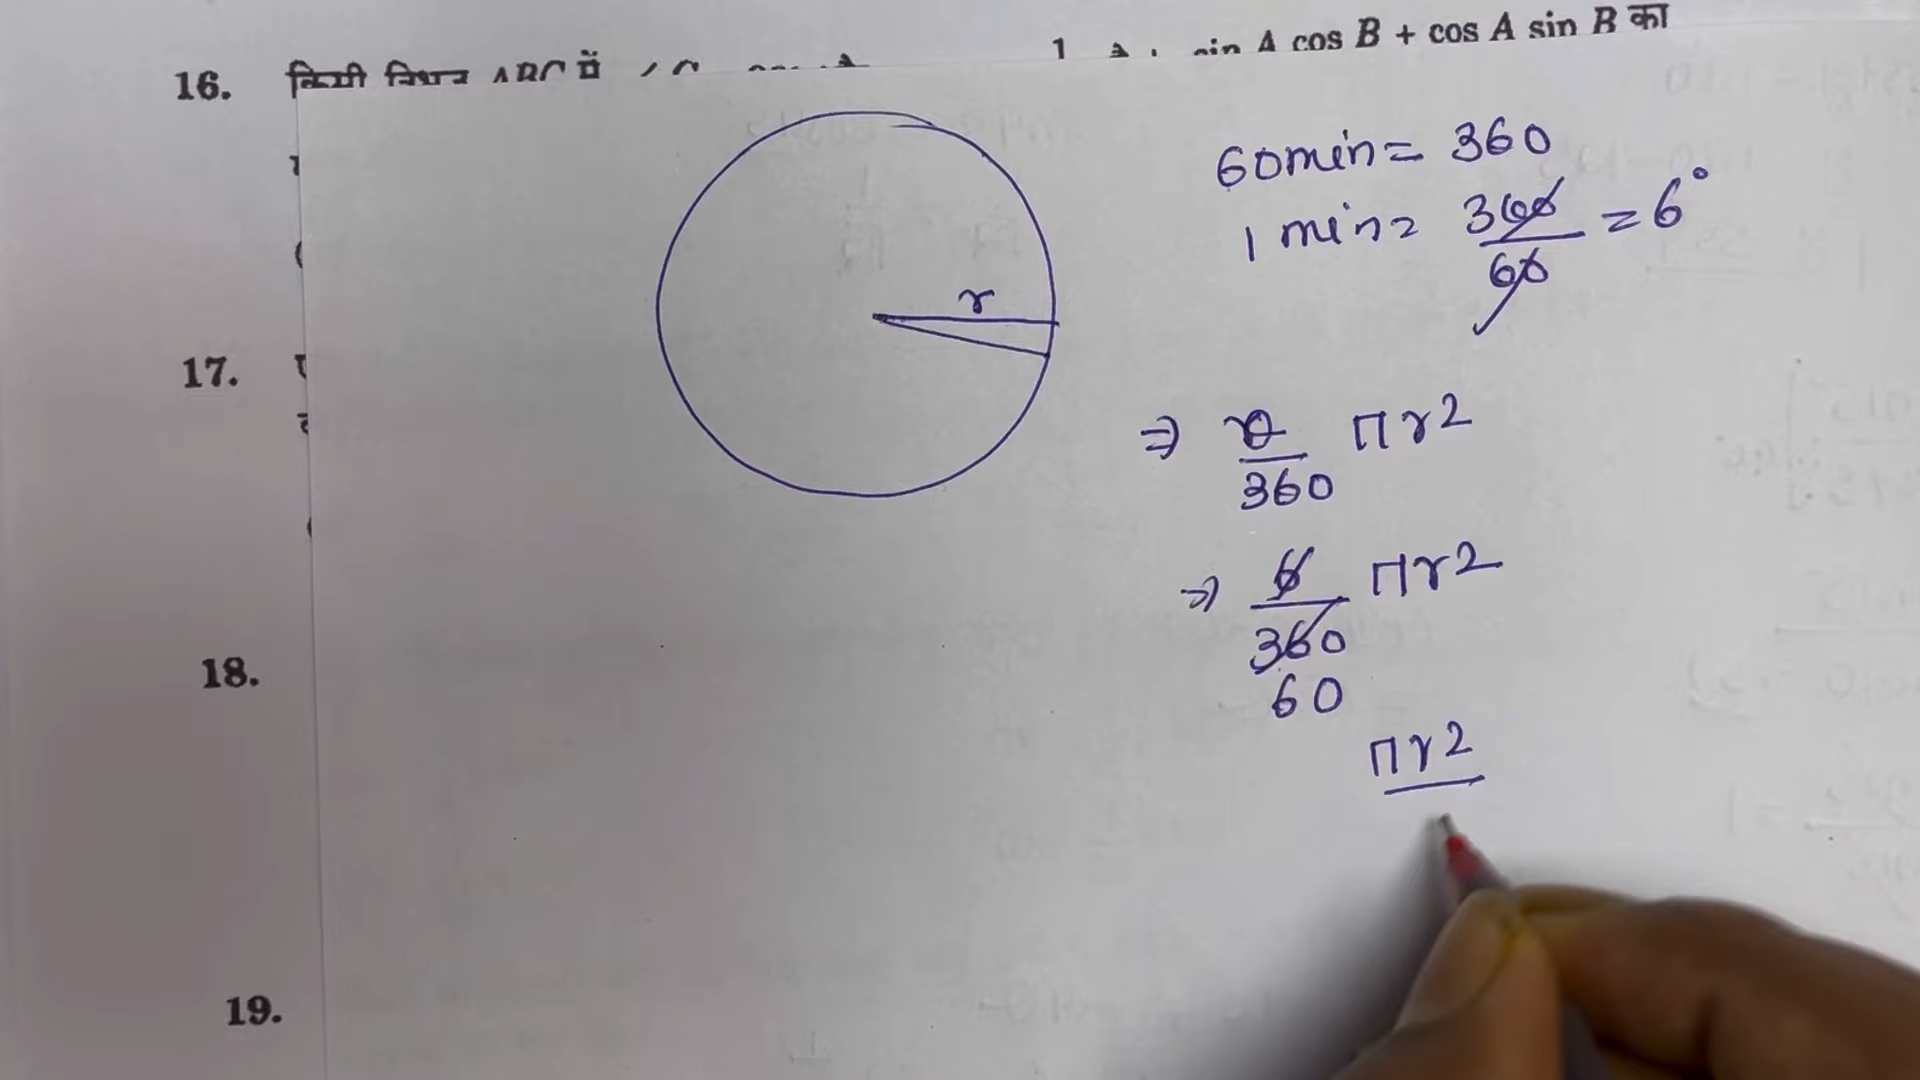 16.
sin A cos B + cos A sin B का
60min = 360
1 min = 360/60 = 6°
r
17.
⇒ θ/360 πr2
⇒ 6/360 πr2
60
18.
πr2
19.